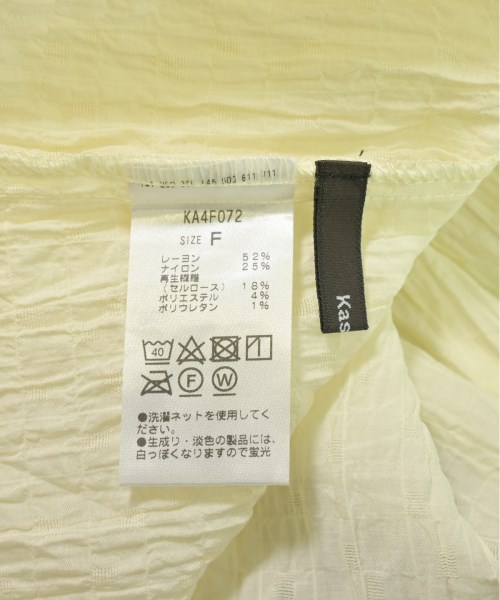 KA4F072
SIZE F
レーヨン 52%
ナイロン 25%
再生繊維
(セルロース) 18%
ポリエステル 4%
ポリウレタン 1%
40
F W
●洗濯ネットを使用してく
ださい。
●生成り・淡色の製品には、
白っぽくなりますので蛍光
Kas